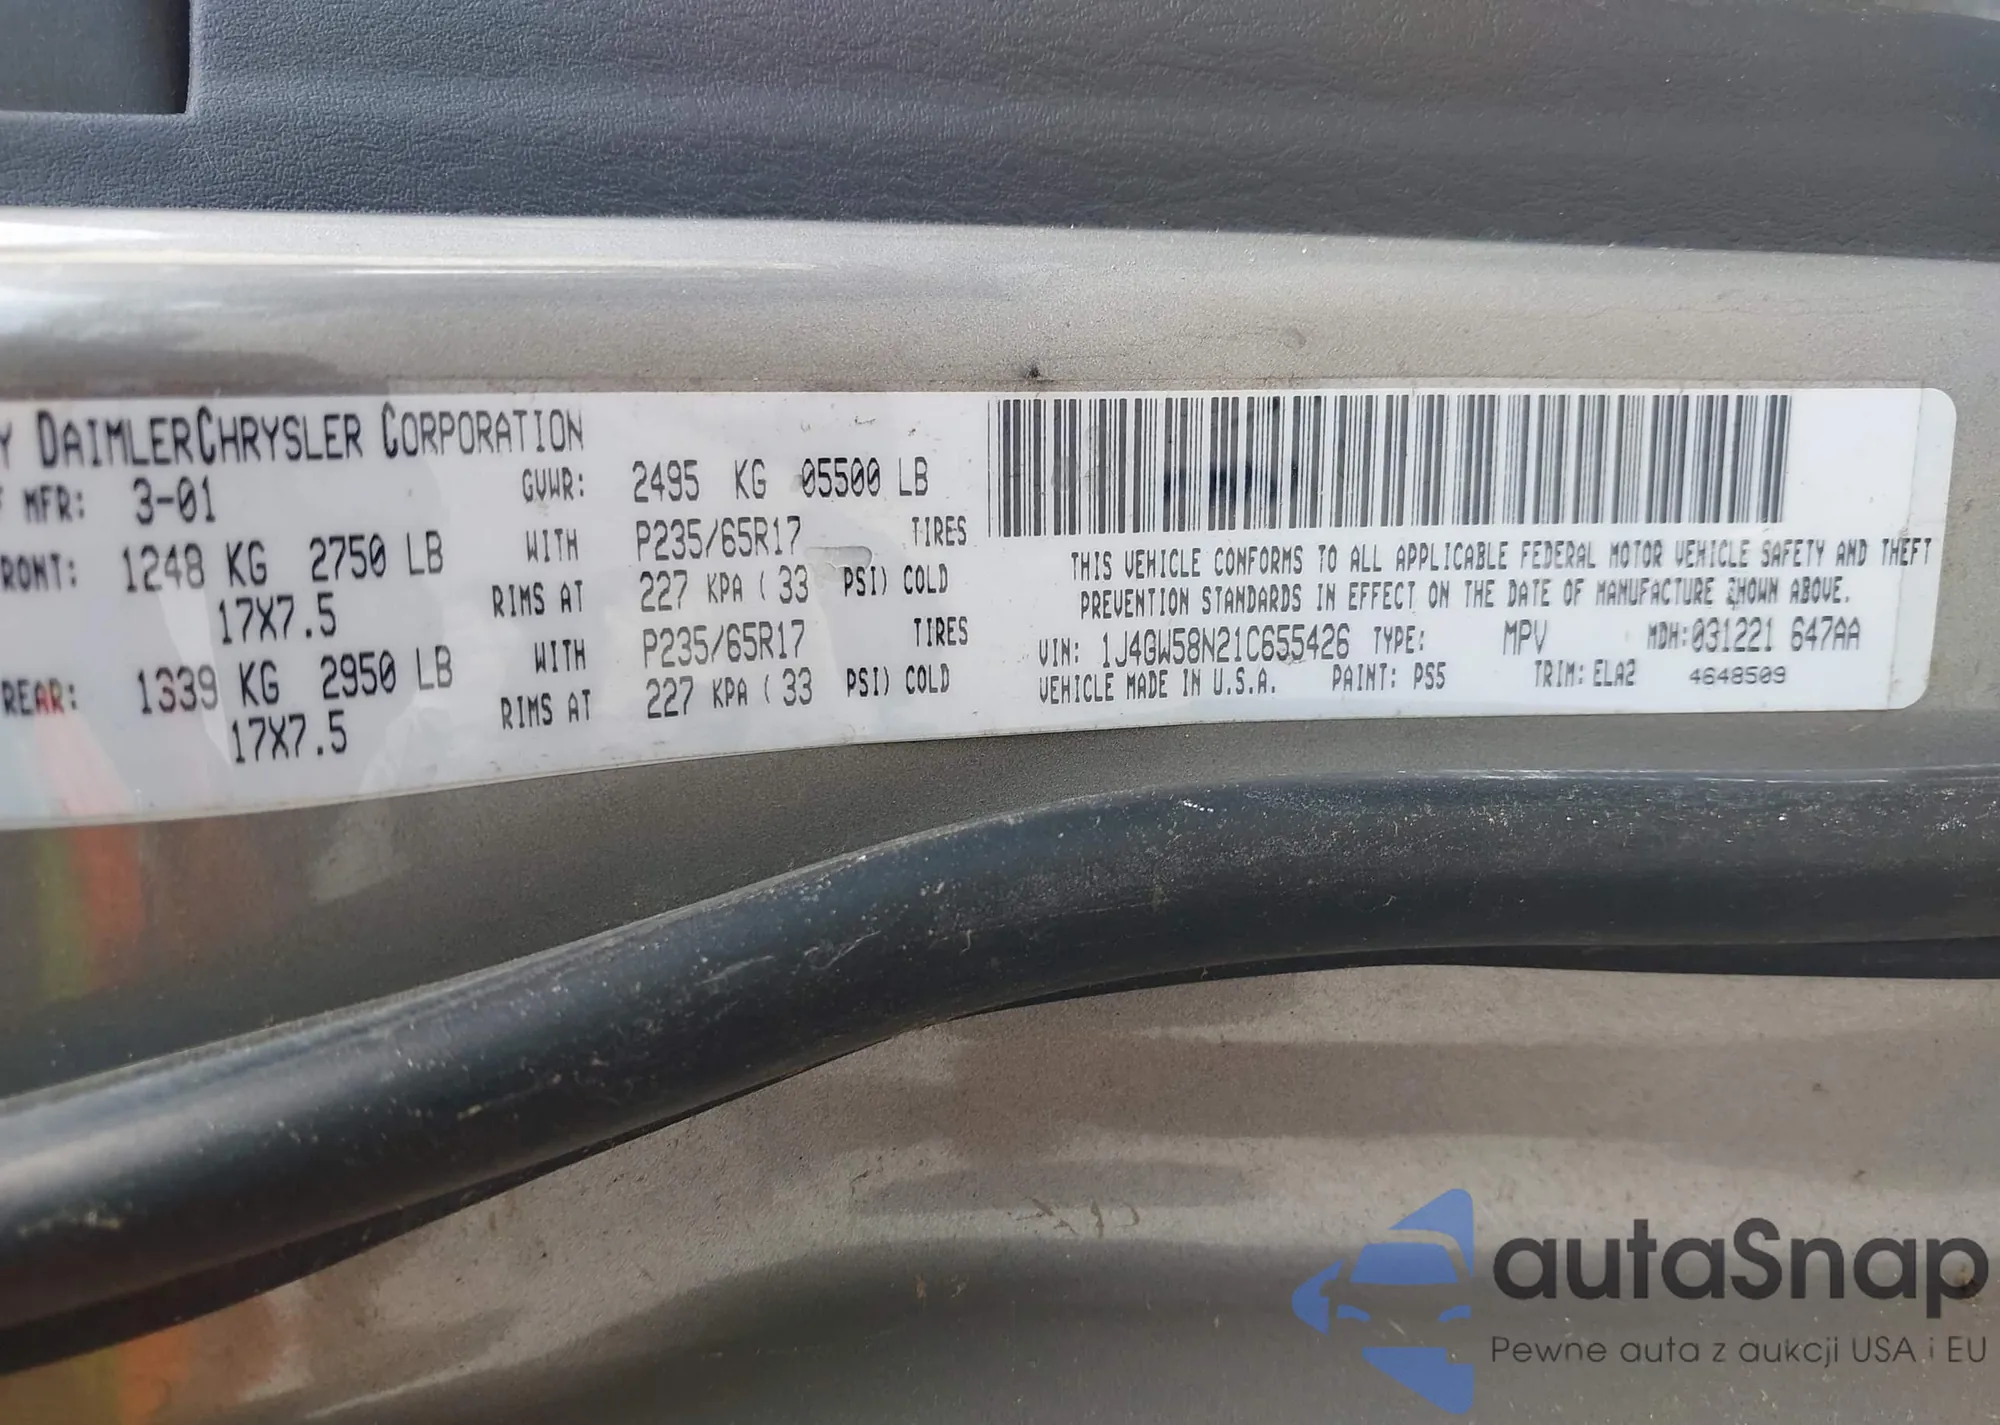 Y DAIMLERCHRYSLER CORPORATION
F MFR: 3-01 GVWR: 2495 KG 05500 LB
RONT: 1248 KG 2750 LB WITH P235/65R17 TIRES
17X7.5 RIMS AT 227 KPA ( 33 PSI) COLD
REAR: 1339 KG 2950 LB WITH P235/65R17 TIRES
17X7.5 RIMS AT 227 KPA ( 33 PSI) COLD
THIS VEHICLE CONFORMS TO ALL APPLICABLE FEDERAL MOTOR VEHICLE SAFETY AND THEFT
PREVENTION STANDARDS IN EFFECT ON THE DATE OF MANUFACTURE SHOWN ABOVE.
VIN: 1J4GW58N21C655426 TYPE: MPV MDH:031221 647AA
VEHICLE MADE IN U.S.A. PAINT: PS5 TRIM: ELA2 4648509
autaSnap
Pewne auta z aukcji USA i EU